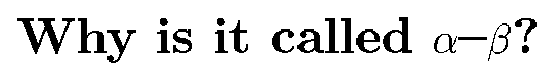 Why is it called α–β?